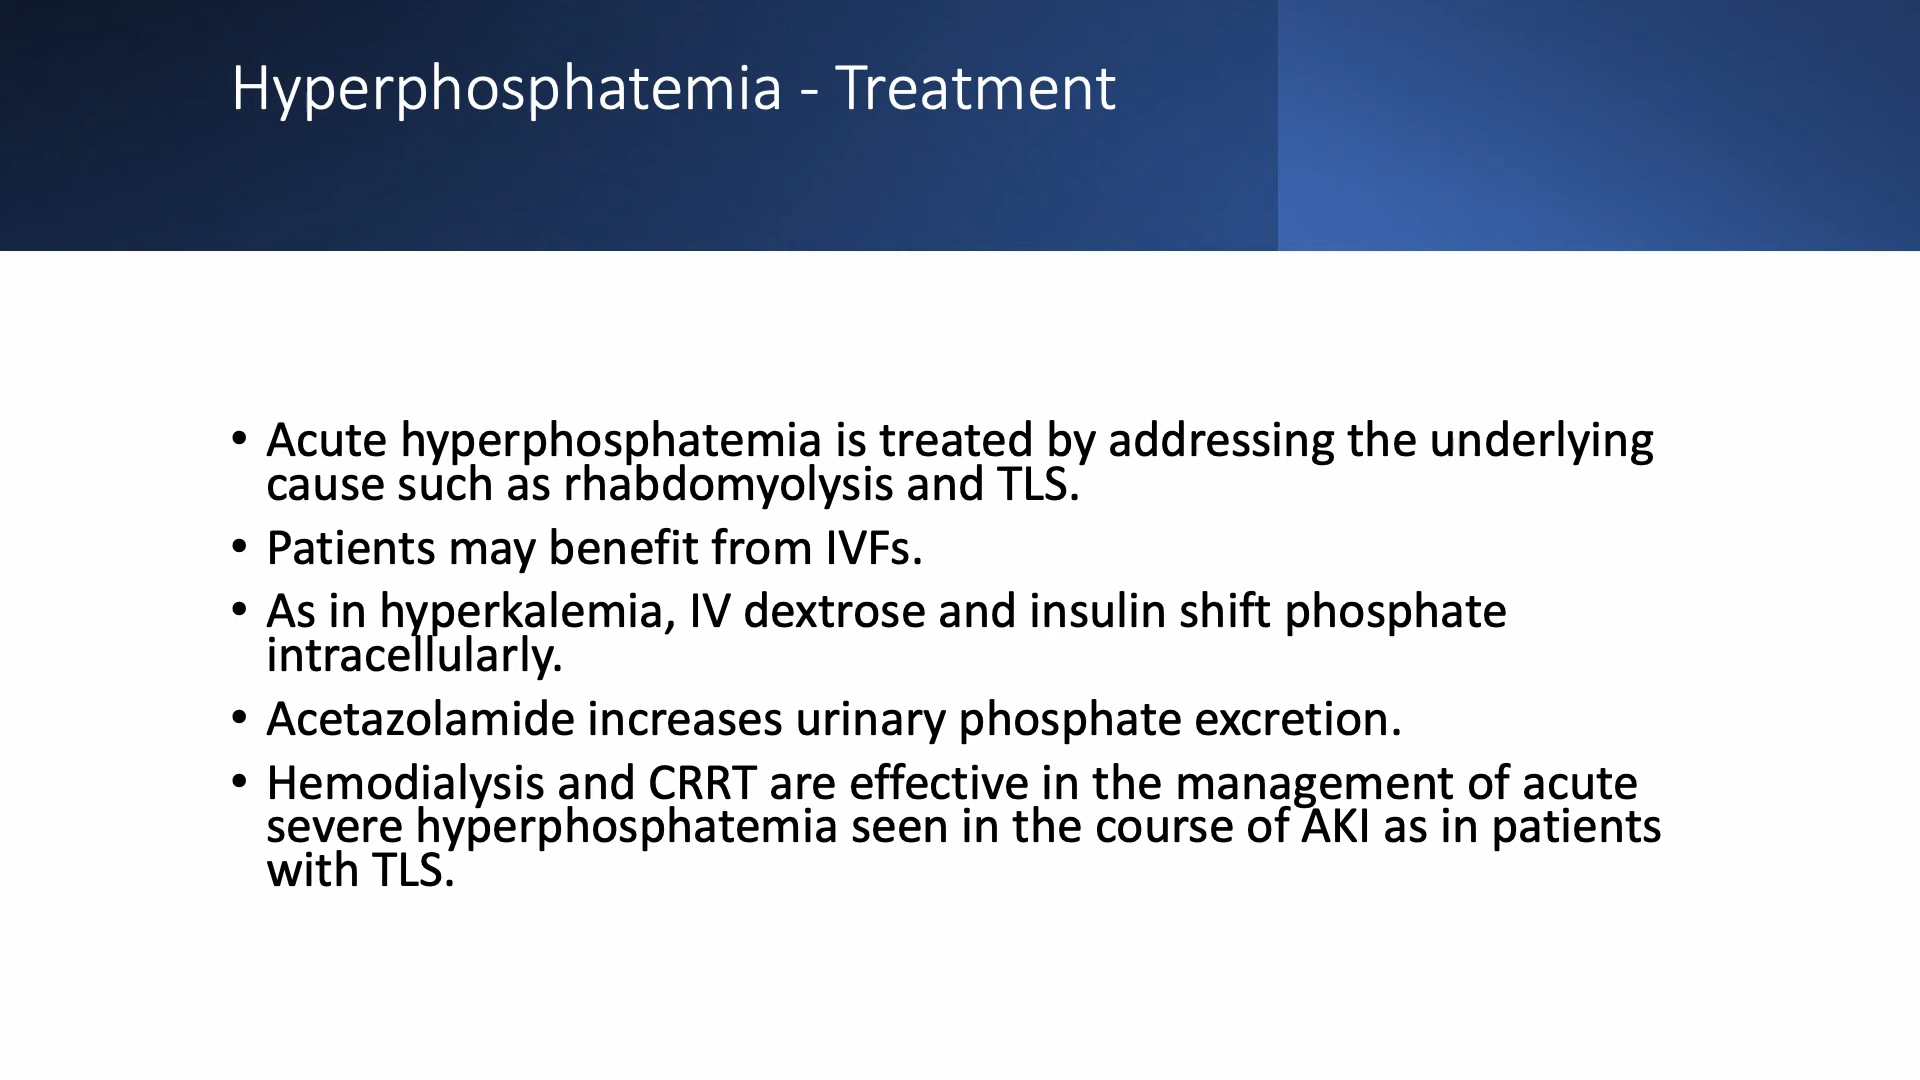 Hyperphosphatemia - Treatment
• Acute hyperphosphatemia is treated by addressing the underlying
cause such as rhabdomyolysis and TLS.
• Patients may benefit from IVFs.
• As in hyperkalemia, IV dextrose and insulin shift phosphate
intracellularly.
• Acetazolamide increases urinary phosphate excretion.
• Hemodialysis and CRRT are effective in the management of acute
severe hyperphosphatemia seen in the course of AKI as in patients
with TLS.